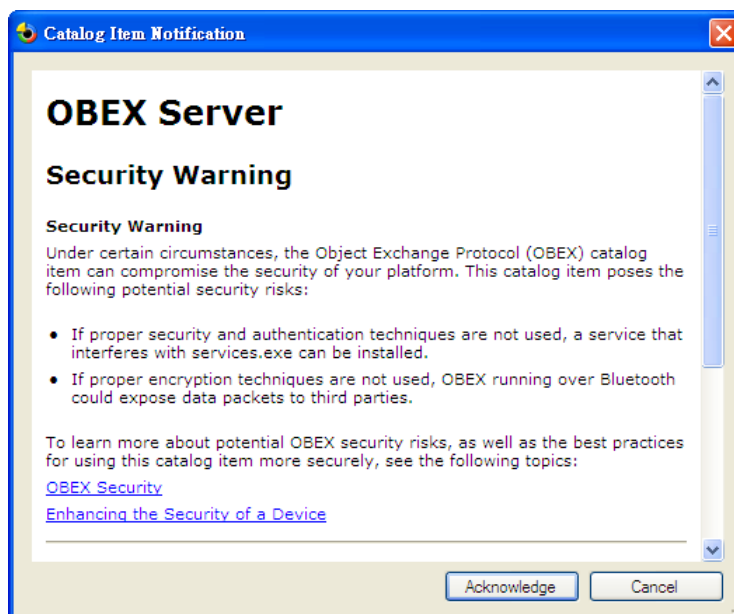 Catalog Item Notification
OBEX Server
Security Warning
Security Warning
Under certain circumstances, the Object Exchange Protocol (OBEX) catalog
item can compromise the security of your platform. This catalog item poses the
following potential security risks:
• If proper security and authentication techniques are not used, a service that
interferes with services.exe can be installed.
• If proper encryption techniques are not used, OBEX running over Bluetooth
could expose data packets to third parties.
To learn more about potential OBEX security risks, as well as the best practices
for using this catalog item more securely, see the following topics:
OBEX Security
Enhancing the Security of a Device
Acknowledge
Cancel